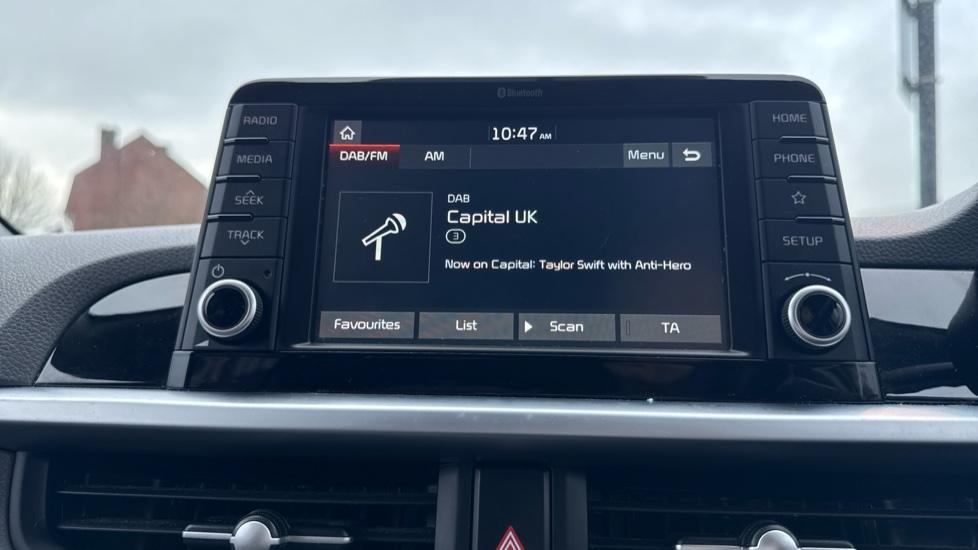 Bluetooth
RADIO
MEDIA
SEEK
TRACK
10:47 AM
DAB/FM AM Menu
DAB
Capital UK
3
Now on Capital: Taylor Swift with Anti-Hero
Favourites List Scan TA
HOME
PHONE
SETUP